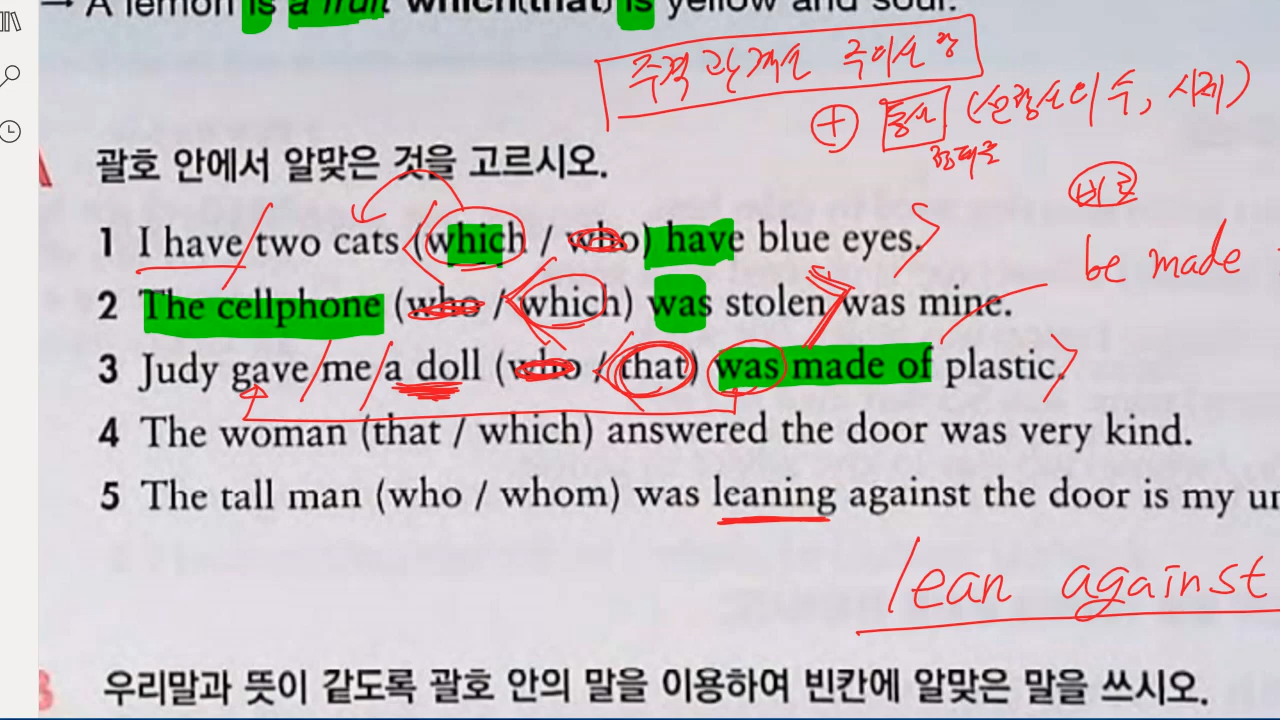 → A lemon is a fruit which(that) is yellow and sour.
주격 관계사
+ 동사 (선행사의 수, 시제)
괄호 안에서 알맞은 것을 고르시오.
1 I have two cats (which / who) have blue eyes.
바로
be made
2 The cellphone (who / which) was stolen was mine.
3 Judy gave me a doll (who / that) was made of plastic.
4 The woman (that / which) answered the door was very kind.
5 The tall man (who / whom) was leaning against the door is my un
lean against
B 우리말과 뜻이 같도록 괄호 안의 말을 이용하여 빈칸에 알맞은 말을 쓰시오.